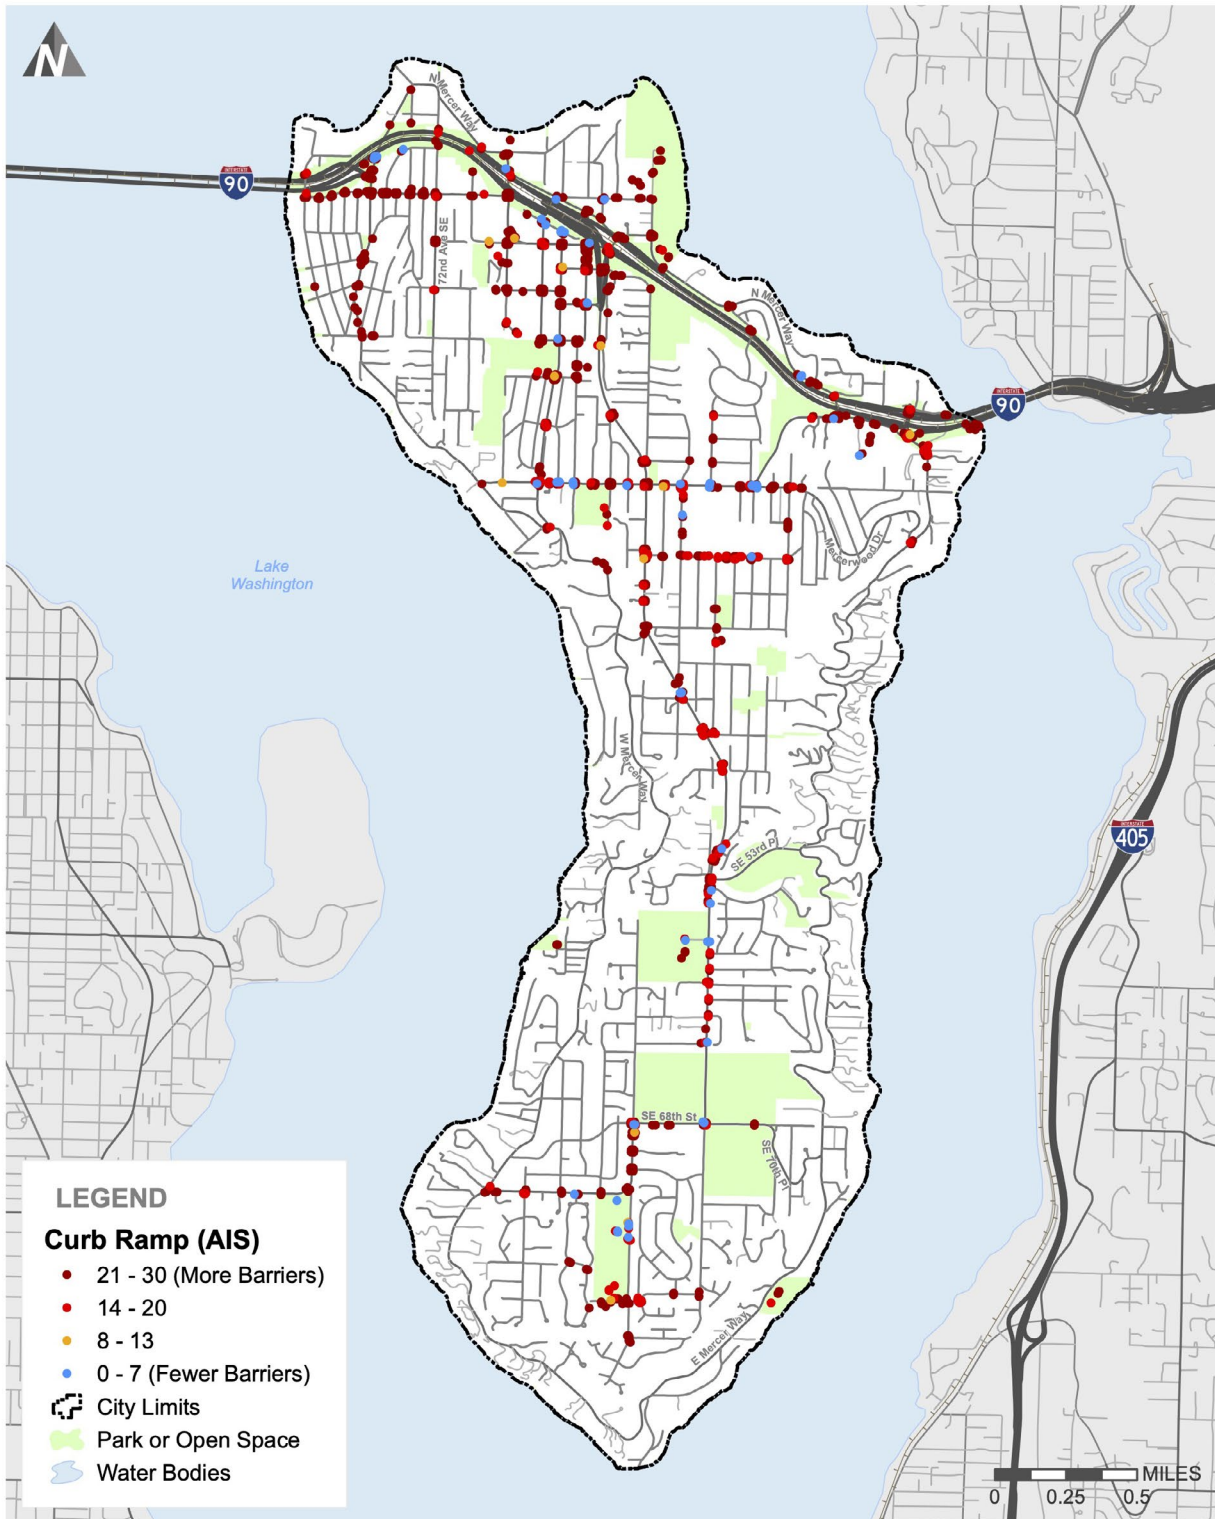 N
N Mercer Way
INTERSTATE
90
72nd Ave SE
N Mercer Way
INTERSTATE
90
Lake
Washington
Mercerwood Dr
W Mercer Way
SE 53rd Pl
INTERSTATE
405
SE 68th St
SE 70th Pl
E Mercer Way
LEGEND
Curb Ramp (AIS)
21 - 30 (More Barriers)
14 - 20
8 - 13
0 - 7 (Fewer Barriers)
City Limits
Park or Open Space
Water Bodies
MILES
0 0.25 0.5